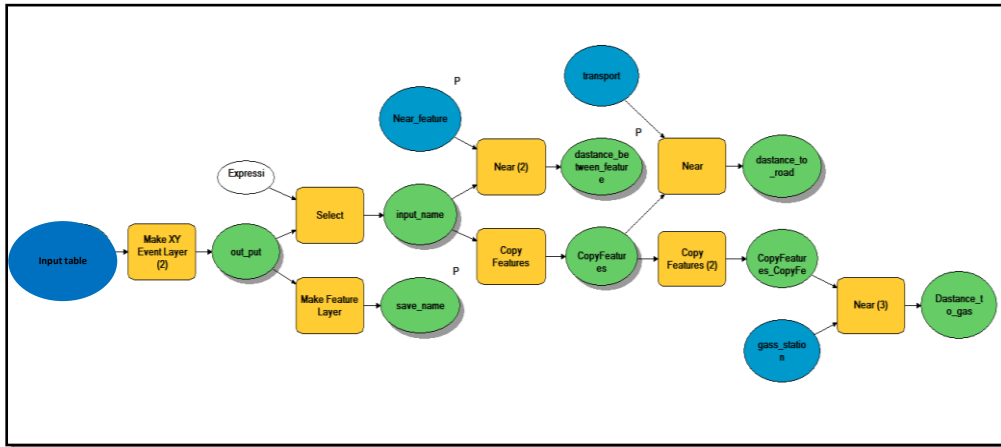 P
transport
Near_feature
P
Near (2)
dastance_be
tween_featur
e
Near
dastance_to
_road
Expressi
Select
input_name
Input table
Make XY
Event Layer
(2)
out_put
Copy
Features
CopyFeatur
es
Copy
Features (2)
CopyFeatur
es_CopyFe
P
Make Feature
Layer
save_name
Near (3)
Dastance_t
o_gas
gass_statio
n